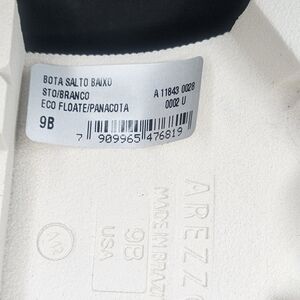 BOTA SALTO BAIXO
STO/BRANCO A 11843 0028
ECO FLOATE/PANACOTA 0002 U
9B
7 909965 476819
AREZZO
MADE IN BRAZIL
9B
USA